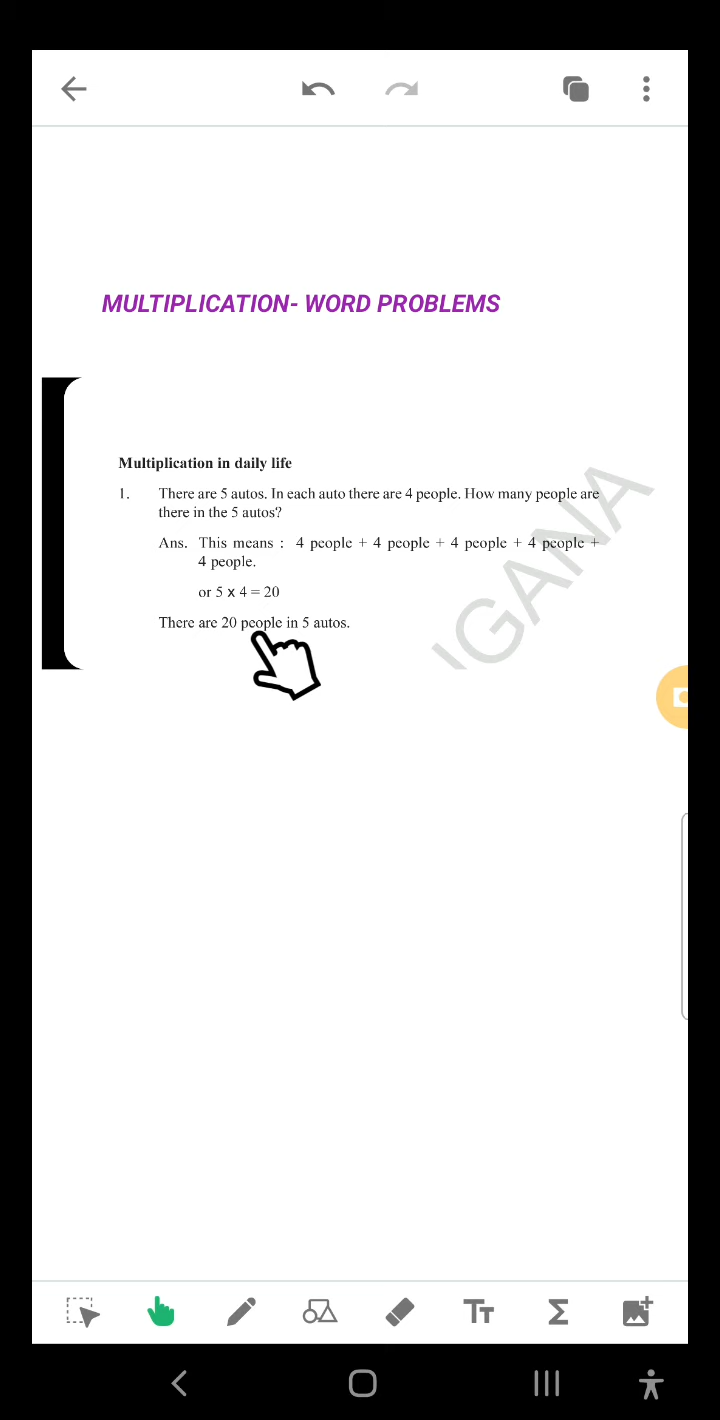 MULTIPLICATION- WORD PROBLEMS
Multiplication in daily life
1. There are 5 autos. In each auto there are 4 people. How many people are
there in the 5 autos?
Ans. This means : 4 people + 4 people + 4 people + 4 people +
4 people.
or 5 x 4 = 20
There are 20 people in 5 autos.
IGANA
Tт
Σ